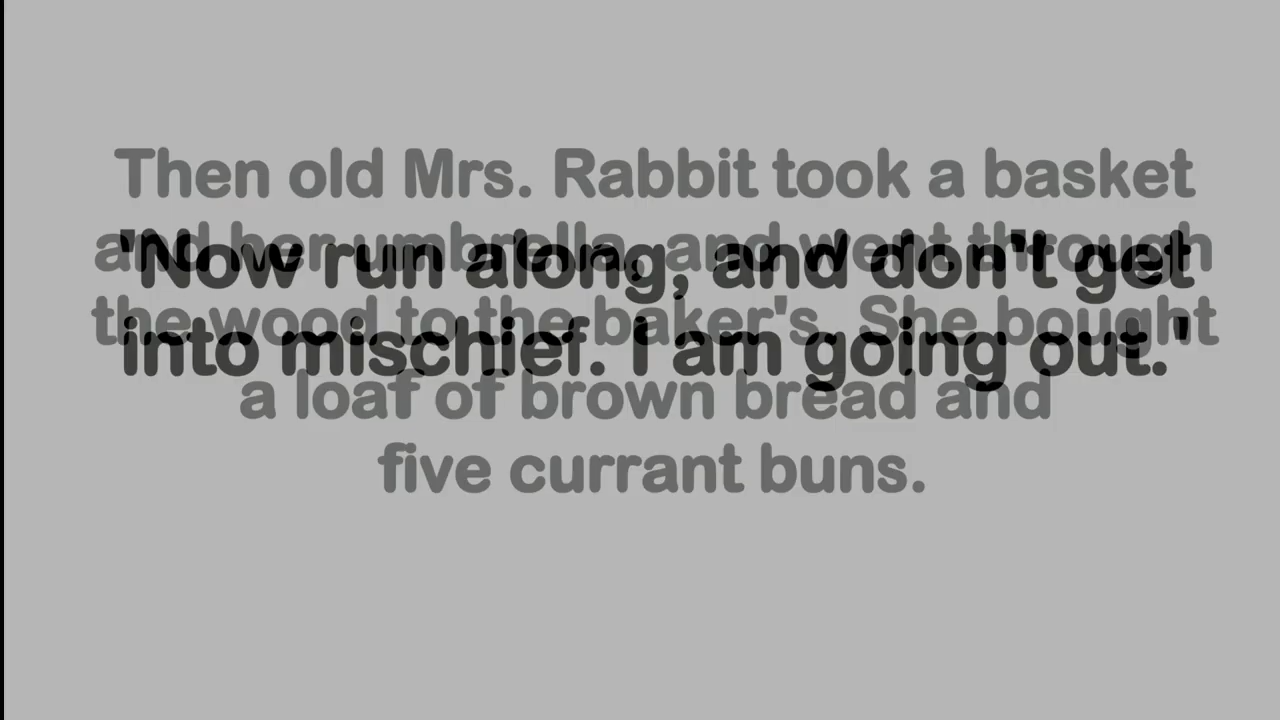 Then old Mrs. Rabbit took a basket
and her umbrella, and went through
the wood to the baker's. She bought
a loaf of brown bread and
five currant buns.
'Now run along, and don't get
into mischief. I am going out.'